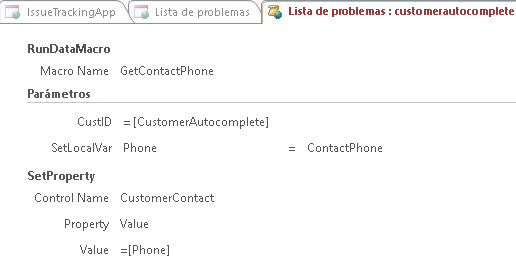 IssueTrackingApp Lista de problemas Lista de problemas : customerautocomplete
RunDataMacro
Macro Name GetContactPhone
Parámetros
CustID =[CustomerAutocomplete]
SetLocalVar Phone = ContactPhone
SetProperty
Control Name CustomerContact
Property Value
Value =[Phone]